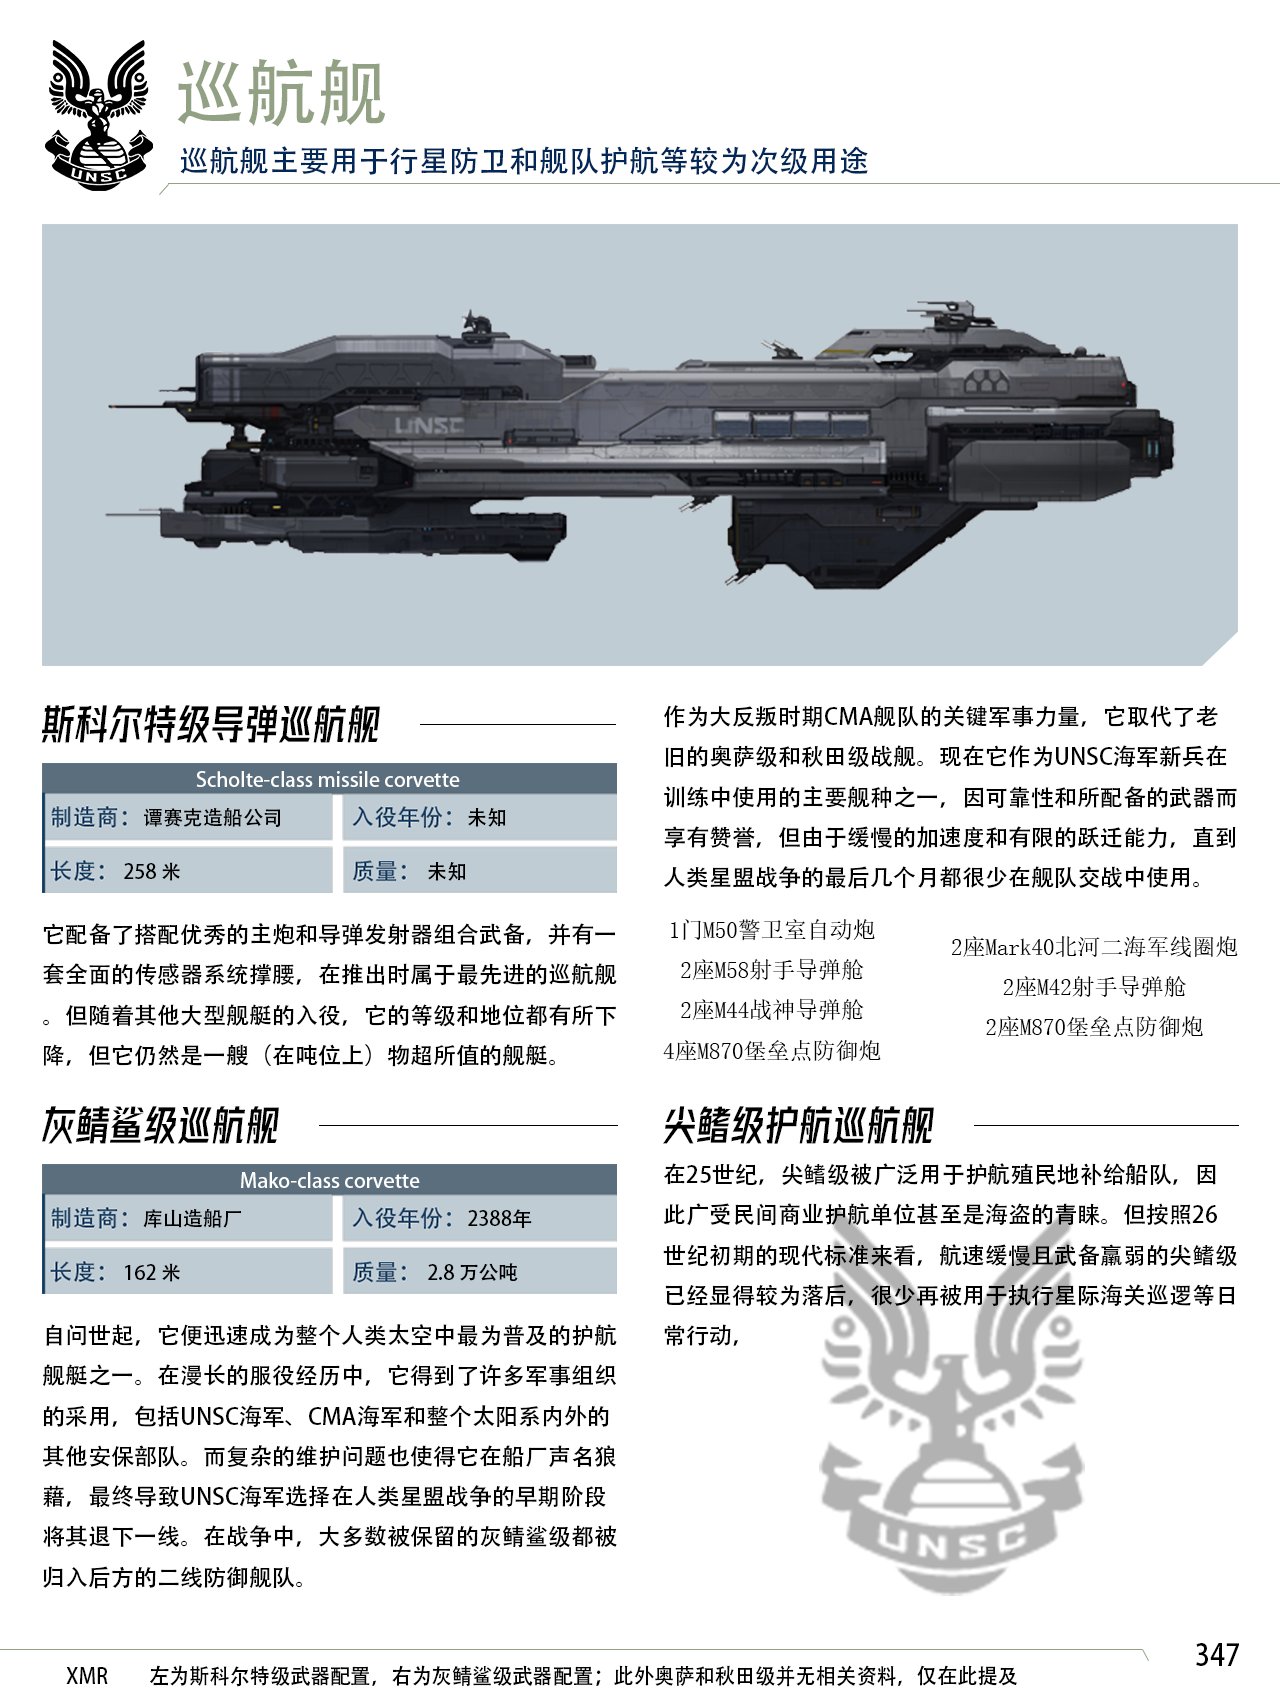 UNSC
巡航舰
巡航舰主要用于行星防卫和舰队护航等较为次级用途
UNSC
斯科尔特级导弹巡航舰
Scholte-class missile corvette
制造商：谭赛克造船公司
入役年份：未知
长度：258 米
质量：未知
它配备了搭配优秀的主炮和导弹发射器组合武备，并有一
套全面的传感器系统撑腰，在推出时属于最先进的巡航舰
。但随着其他大型舰艇的入役，它的等级和地位都有所下
降，但它仍然是一艘（在吨位上）物超所值的舰艇。
灰鲭鲨级巡航舰
Mako-class corvette
制造商：库山造船厂
入役年份：2388年
长度：162 米
质量：2.8 万公吨
自问世起，它便迅速成为整个人类太空中最为普及的护航
舰艇之一。在漫长的服役经历中，它得到了许多军事组织
的采用，包括UNSC海军、CMA海军和整个太阳系内外的
其他安保部队。而复杂的维护问题也使得它在船厂声名狼
藉，最终导致UNSC海军选择在人类星盟战争的早期阶段
将其退下一线。在战争中，大多数被保留的灰鲭鲨级都被
归入后方的二线防御舰队。
作为大反叛时期CMA舰队的关键军事力量，它取代了老
旧的奥萨级和秋田级战舰。现在它作为UNSC海军新兵在
训练中使用的主要舰种之一，因可靠性和所配备的武器而
享有赞誉，但由于缓慢的加速度和有限的跃迁能力，直到
人类星盟战争的最后几个月都很少在舰队交战中使用。
1门M50警卫室自动炮
2座M58射手导弹舱
2座M44战神导弹舱
4座M870堡垒点防御炮
2座Mark40北河二海军线圈炮
2座M42射手导弹舱
2座M870堡垒点防御炮
尖鳍级护航巡航舰
在25世纪，尖鳍级被广泛用于护航殖民地补给船队，因
此广受民间商业护航单位甚至是海盗的青睐。但按照26
世纪初期的现代标准来看，航速缓慢且武备羸弱的尖鳍级
已经显得较为落后，很少再被用于执行星际海关巡逻等日
常行动，
UNSC
347
XMR 左为斯科尔特级武器配置，右为灰鲭鲨级武器配置；此外奥萨和秋田级并无相关资料，仅在此提及